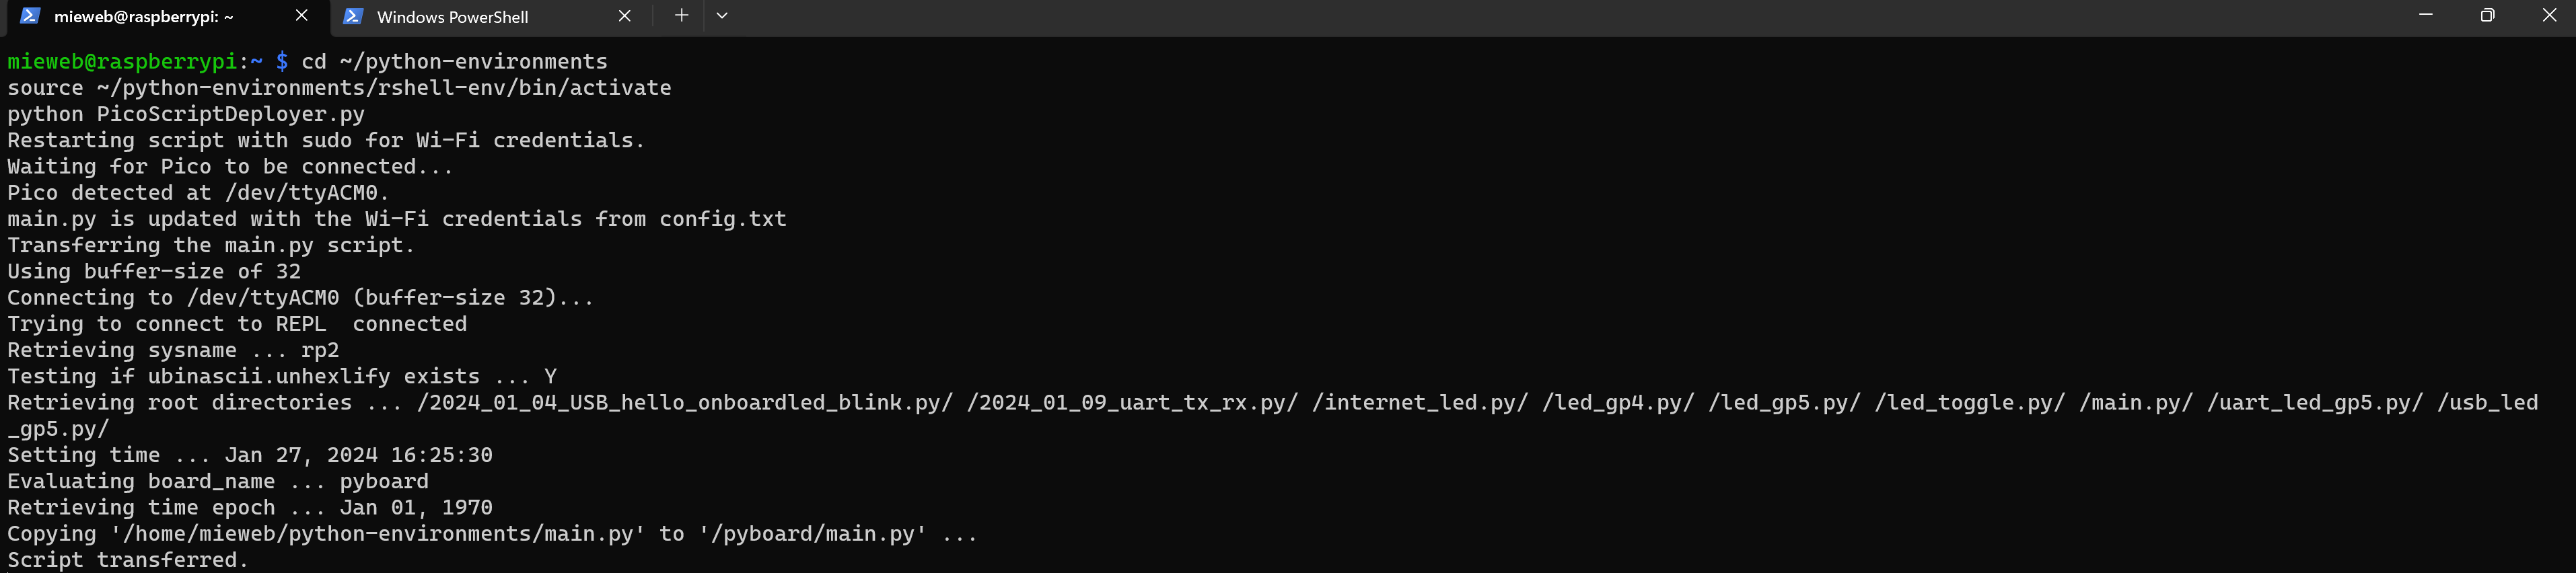 mieweb@raspberrypi: ~
Windows PowerShell
mieweb@raspberrypi:~ $ cd ~/python-environments
source ~/python-environments/rshell-env/bin/activate
python PicoScriptDeployer.py
Restarting script with sudo for Wi-Fi credentials.
Waiting for Pico to be connected...
Pico detected at /dev/ttyACM0.
main.py is updated with the Wi-Fi credentials from config.txt
Transferring the main.py script.
Using buffer-size of 32
Connecting to /dev/ttyACM0 (buffer-size 32)...
Trying to connect to REPL  connected
Retrieving sysname ... rp2
Testing if ubinascii.unhexlify exists ... Y
Retrieving root directories ... /2024_01_04_USB_hello_onboardled_blink.py/ /2024_01_09_uart_tx_rx.py/ /internet_led.py/ /led_gp4.py/ /led_gp5.py/ /led_toggle.py/ /main.py/ /uart_led_gp5.py/ /usb_led
_gp5.py/
Setting time ... Jan 27, 2024 16:25:30
Evaluating board_name ... pyboard
Retrieving time epoch ... Jan 01, 1970
Copying '/home/mieweb/python-environments/main.py' to '/pyboard/main.py' ...
Script transferred.